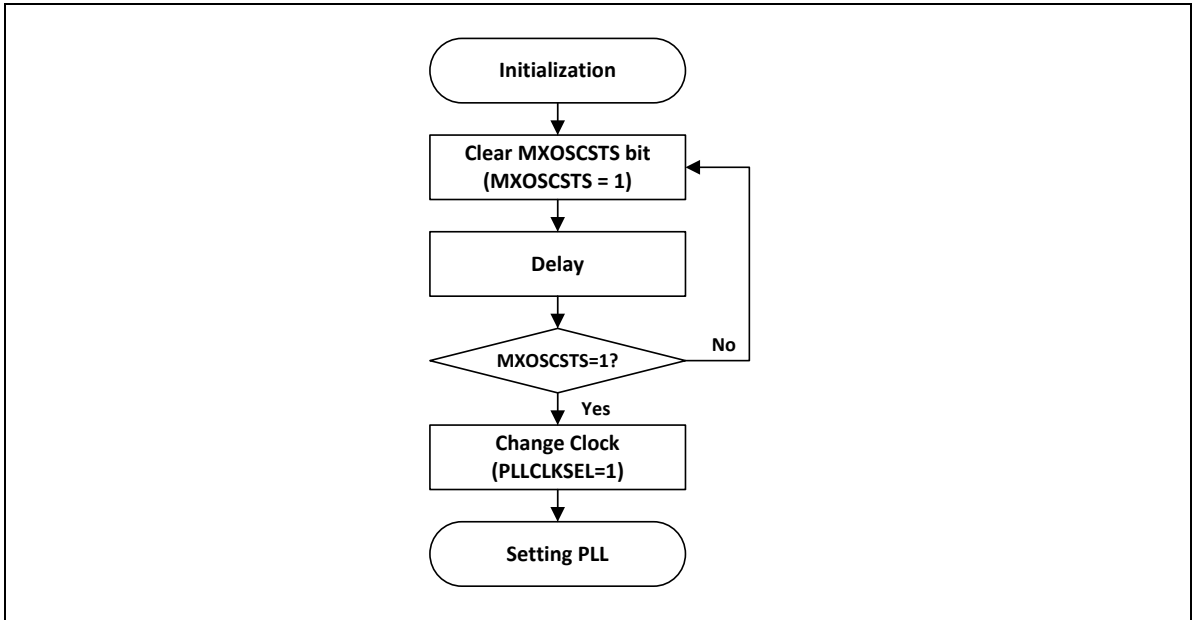 Initialization
Clear MXOSCSTS bit
(MXOSCSTS = 1)
Delay
MXOSCSTS=1?
No
Yes
Change Clock
(PLLCLKSEL=1)
Setting PLL